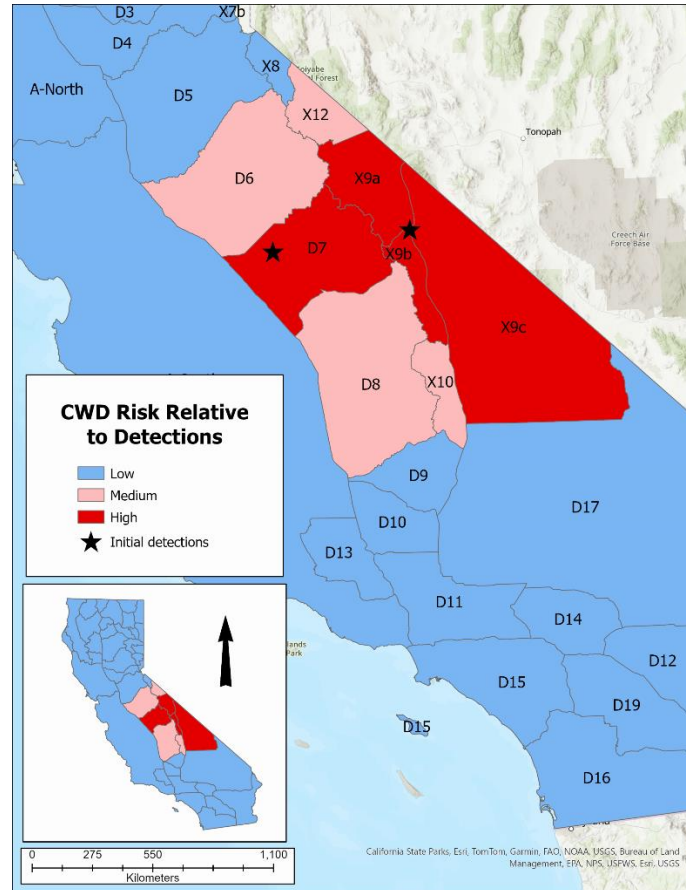 D3
X7b
D4
X8
A-North
D5
X12
Tonopah
D6
X9a
Creech Air
Force Base
D7
X9b
X9c
D8
X10
CWD Risk Relative
to Detections
Low
Medium
High
Initial detections
D9
D17
D10
D13
D11
D14
D12
D15
D19
D15
D16
Park
California State Parks, Esri, TomTom, Garmin, FAO, NOAA, USGS, Bureau of Land
Management, EPA, NPS, USFWS, Esri, USGS
0 275 550 1,100
Kilometers